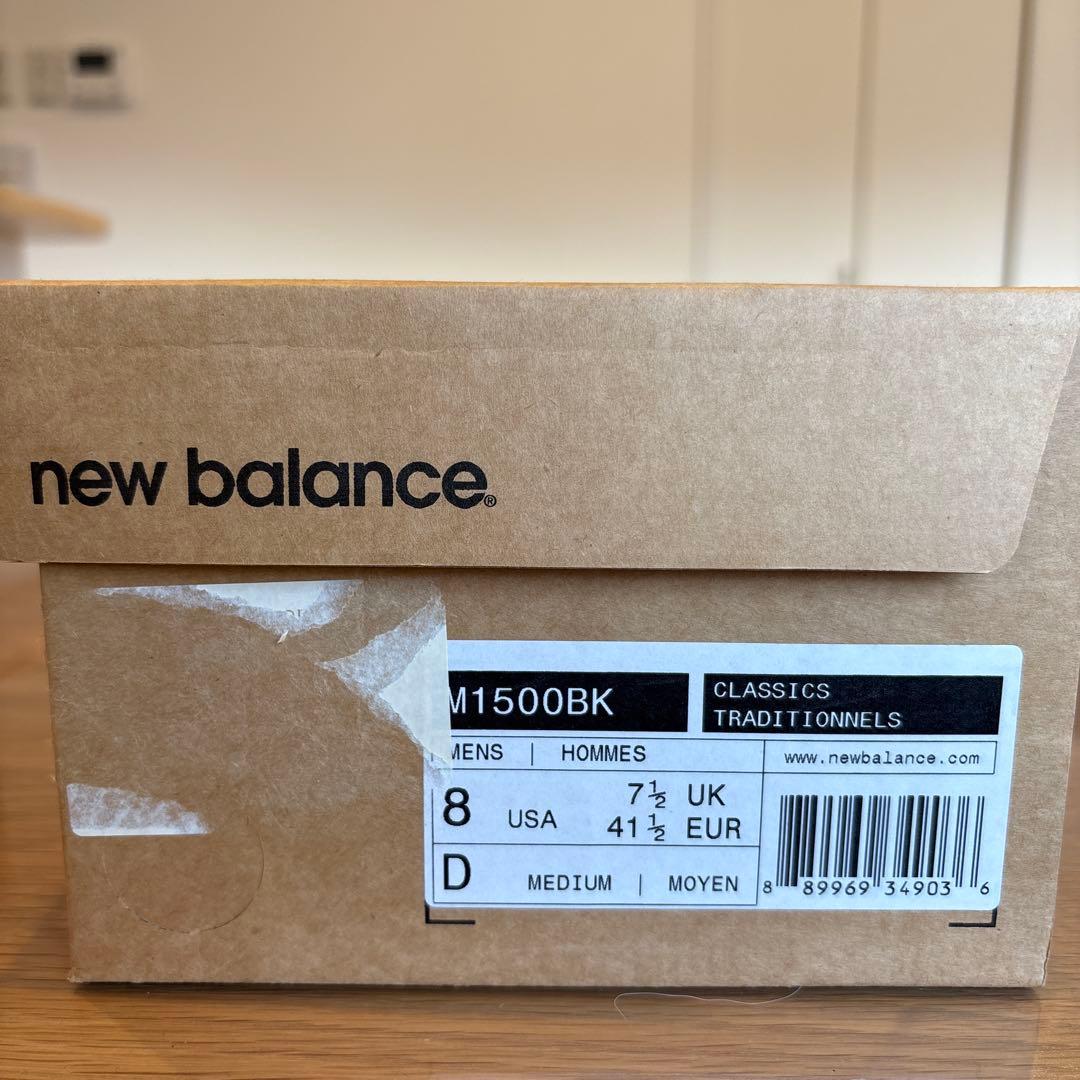 new balance®
M1500BK
CLASSICS
TRADITIONNELS
MENS | HOMMES
www.newbalance.com
8 USA
7½ UK
41½ EUR
D MEDIUM | MOYEN
8 89969 34903 6